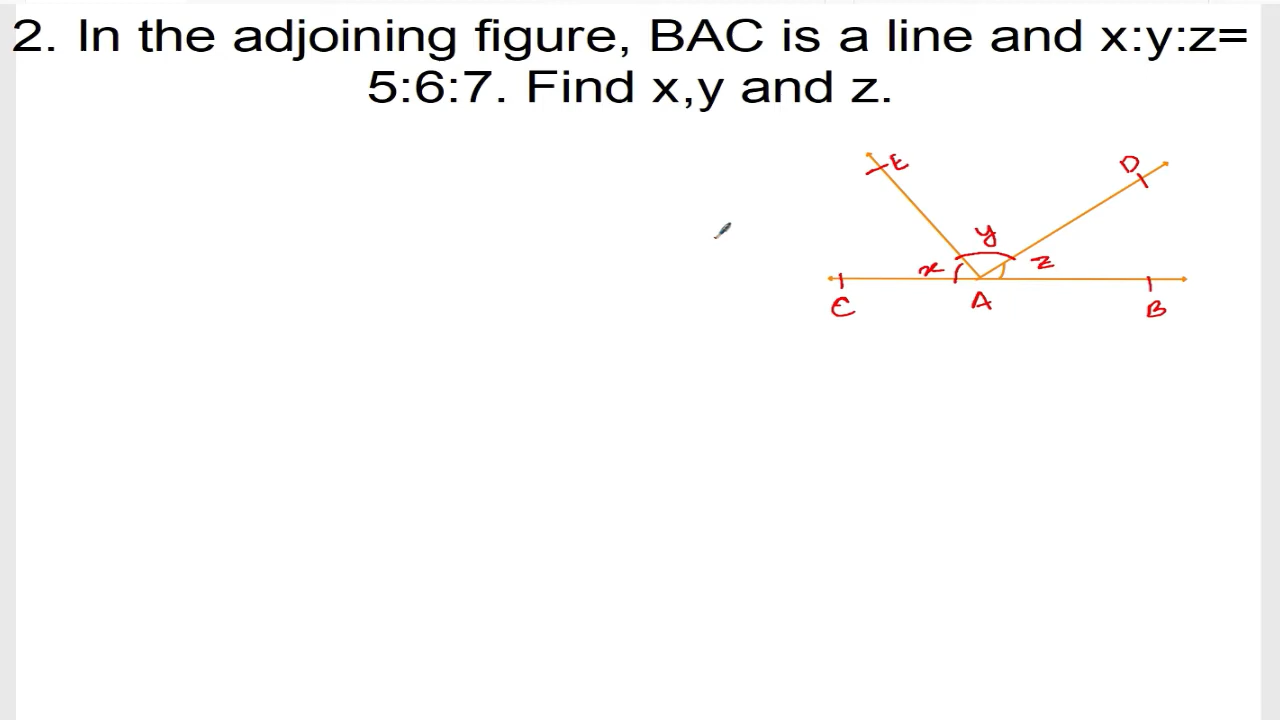 2. In the adjoining figure, BAC is a line and x:y:z=
5:6:7. Find x,y and z.
E
D
y
x
z
C
A
B